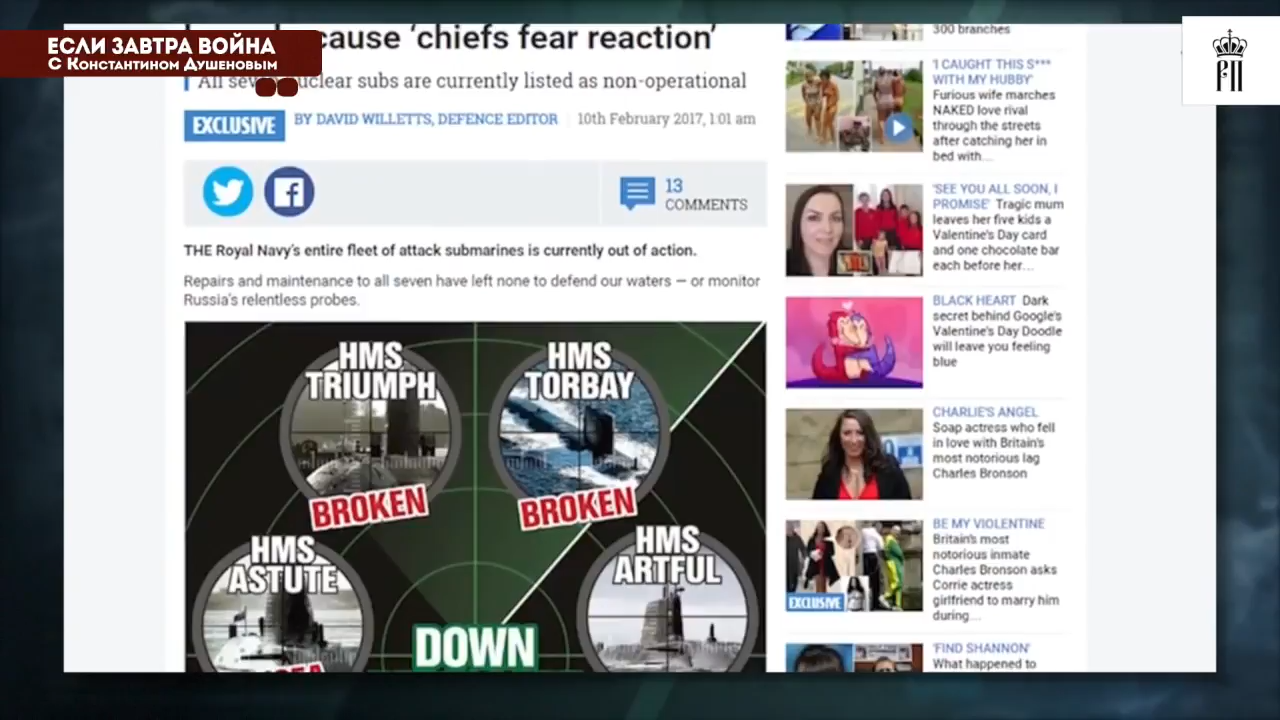 ЕСЛИ ЗАВТРА ВОЙНА
С КОНСТАНТИНОМ ДУШЕНОВЫМ
cause ‘chiefs fear reaction’
All nuclear subs are currently listed as non-operational
EXCLUSIVE
BY DAVID WILLETTS, DEFENCE EDITOR
10th February 2017, 1:01 am
13
COMMENTS
THE Royal Navy's entire fleet of attack submarines is currently out of action.
Repairs and maintenance to all seven have left none to defend our waters — or monitor
Russia's relentless probes.
HMS
TRIUMPH
BROKEN
HMS
TORBAY
BROKEN
HMS
ASTUTE
HMS
ARTFUL
DOWN
300 branches
'I CAUGHT THIS S***
WITH MY HUBBY'
Furious wife marches
NAKED love rival
through the streets
after catching her in
bed with...
'SEE YOU ALL SOON, I
PROMISE' Tragic mum
leaves her five kids a
Valentine's Day card
and one chocolate bar
each before her...
BLACK HEART Dark
secret behind Google's
Valentine's Day Doodle
will leave you feeling
blue
CHARLIE'S ANGEL
Soap actress who fell
in love with Britain's
most notorious lag
Charles Bronson
EXCLUSIVE
BE MY VIOLENTINE
Britain's most
notorious inmate
Charles Bronson asks
Corrie actress
girlfriend to marry him
during...
'FIND SHANNON'
What happened to